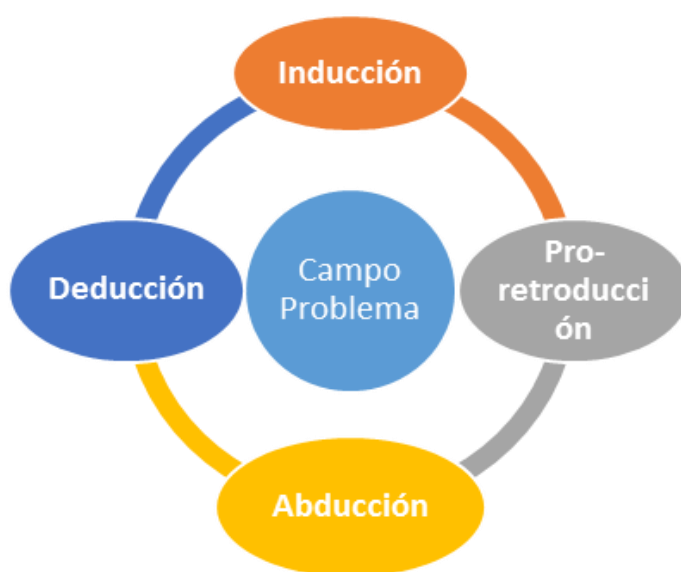 Inducción
Deducción
Campo
Problema
Pro-
retroducci
ón
Abducción